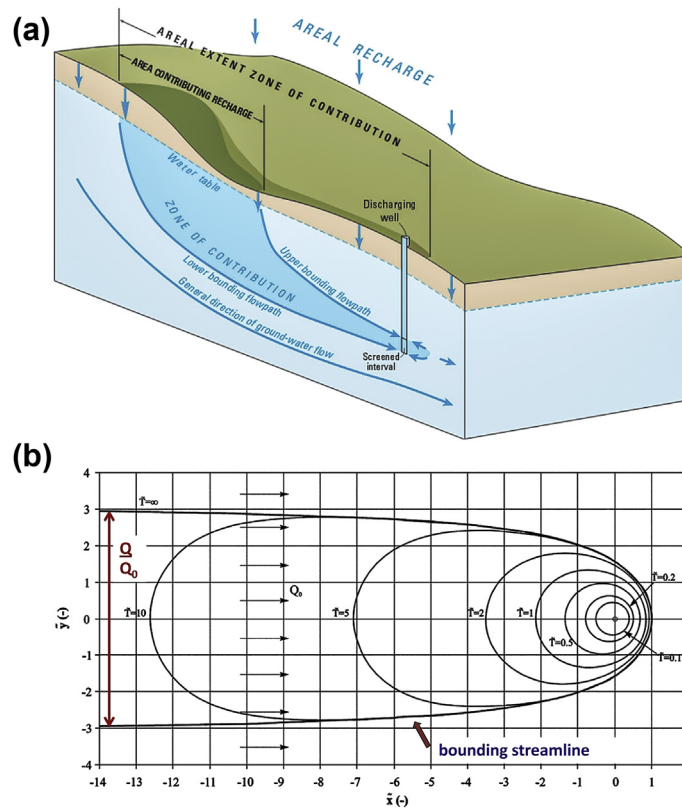 (a)
AREAL RECHARGE
AREAL EXTENT ZONE OF CONTRIBUTION
AREA CONTRIBUTING RECHARGE
Water table
ZONE OF CONTRIBUTION
Discharging
well
Upper bounding flowpath
Lower bounding flowpath
General direction of ground-water flow
Screened
interval
(b)
4
3
2
1
0
-1
-2
-3
-4
ỹ (-)
T̃=∞
Q
Q₀
Q₀
T̃=10
T̃=5
T̃=2
T̃=1
T̃=0.5
T̃=0.2
T̃=0.1
bounding streamline
-14 -13 -12 -11 -10 -9 -8 -7 -6 -5 -4 -3 -2 -1 0 1
x̃ (-)